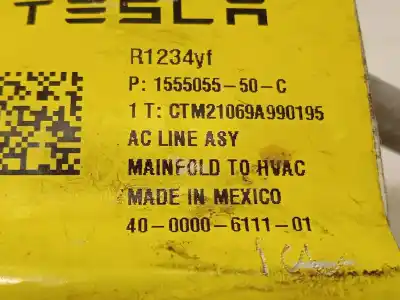 TESLA
R1234yf
P: 1555055-50-C
1 T: CTM21069A990195
AC LINE ASY
MAINFOLD TO HVAC
MADE IN MEXICO
40-0000-6111-01